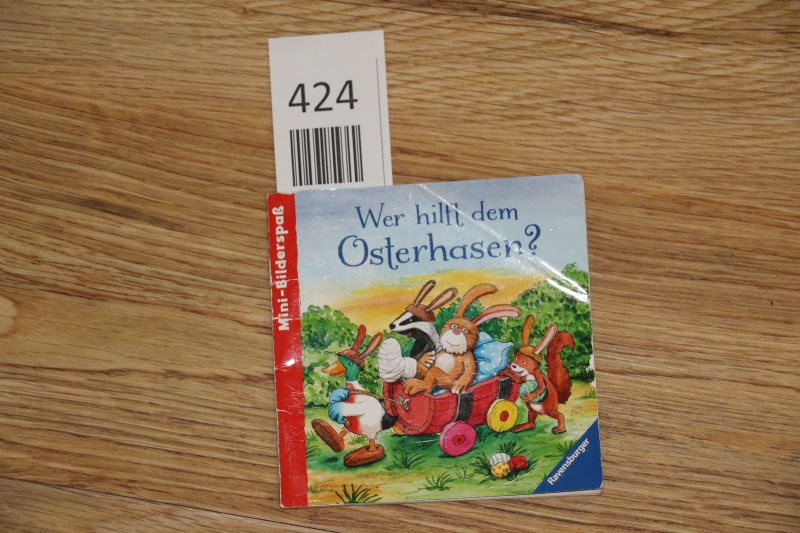 424
Mini-Bilderspaß
Wer hilft dem
Osterhasen?
Ravensburger